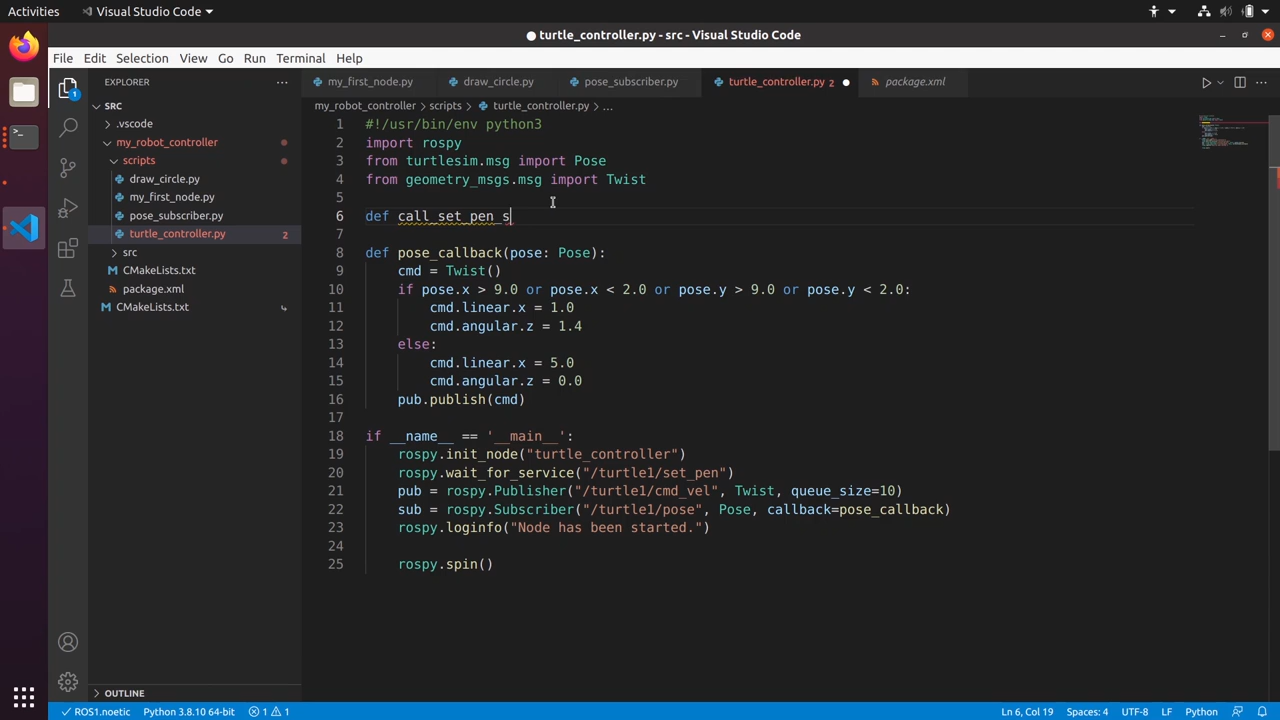 Activities
Visual Studio Code
turtle_controller.py - src - Visual Studio Code
File Edit Selection View Go Run Terminal Help
EXPLORER
my_first_node.py draw_circle.py pose_subscriber.py turtle_controller.py 2 package.xml
SRC
.vscode
my_robot_controller
scripts
draw_circle.py
my_first_node.py
pose_subscriber.py
turtle_controller.py 2
src
CMakeLists.txt
package.xml
CMakeLists.txt
OUTLINE
1
my_robot_controller > scripts > turtle_controller.py > ...
1 #!/usr/bin/env python3
2 import rospy
3 from turtlesim.msg import Pose
4 from geometry_msgs.msg import Twist
5
6 def call_set_pen_s
7
8 def pose_callback(pose: Pose):
9 cmd = Twist()
10 if pose.x > 9.0 or pose.x < 2.0 or pose.y > 9.0 or pose.y < 2.0:
11 cmd.linear.x = 1.0
12 cmd.angular.z = 1.4
13 else:
14 cmd.linear.x = 5.0
15 cmd.angular.z = 0.0
16 pub.publish(cmd)
17
18 if __name__ == '__main__':
19 rospy.init_node("turtle_controller")
20 rospy.wait_for_service("/turtle1/set_pen")
21 pub = rospy.Publisher("/turtle1/cmd_vel", Twist, queue_size=10)
22 sub = rospy.Subscriber("/turtle1/pose", Pose, callback=pose_callback)
23 rospy.loginfo("Node has been started.")
24
25 rospy.spin()
ROS1.noetic Python 3.8.10 64-bit 1 1 Ln 6, Col 19 Spaces: 4 UTF-8 LF Python